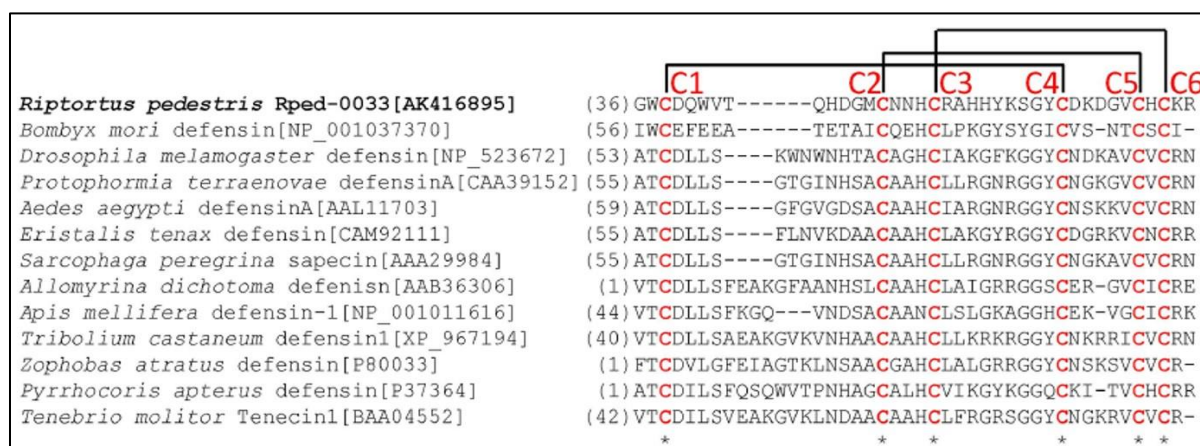 C1 C2 C3 C4 C5 C6
Riptortus pedestris Rped-0033[AK416895] (36) GWCDQWVT------QHDGMCNNHCRAHHYKSGYCDKDGVCHCKR
Bombyx mori defensin[NP_001037370] (56) IWCEFEEA------TETAICQEHCLPKGYSYGICVS-NTCSCI-
Drosophila melamogaster defensin[NP_523672] (53) ATCDLLS----KWNWNHTACAGHCIAKGFKGGYCNDKAVCVCRN
Protophormia terraenovae defensinA[CAA39152] (55) ATCDLLS----GTGINHSACAAHCLLRGNRGGYCNGKGVCVCRN
Aedes aegypti defensinA[AAL11703] (59) ATCDLLS----GFGVGDSACAAHCIARGNRGGYCNSKKVCVCRN
Eristalis tenax defensin[CAM92111] (55) ATCDLLS----FLNVKDAACAAHCLAKGYRGGYCDGRKVCNCRR
Sarcophaga peregrina sapecin[AAA29984] (55) ATCDLLS----GTGINHSACAAHCLLRGNRGGYCNGKAVCVCRN
Allomyrina dichotoma defenisn[AAB36306] (1) VTCDLLSFEAKGFAANHSLCAAHCLAIGRRGGSCER-GVCICRE
Apis mellifera defensin-1[NP_001011616] (44) VTCDLLSFKGQ---VNDSACAANCLSLGKAGGHCEK-VGCICRK
Tribolium castaneum defensin1[XP_967194] (40) VTCDLLSAEAKGVKVNHAACAAHCLLKRKRGGYCNKRRICVCRN
Zophobas atratus defensin[P80033] (1) FTCDVLGFEIAGTKLNSAACGAHCLALGRRGGYCNSKSVCVCR-
Pyrrhocoris apterus defensin[P37364] (1) ATCDILSFQSQWVTPNHAGCALHCVIKGYKGGQCKI-TVCHCRR
Tenebrio molitor Tenecin1[BAA04552] (42) VTCDILSVEAKGVKLNDAACAAHCLFRGRSGGYCNGKRVCVCR-
* * * * * *